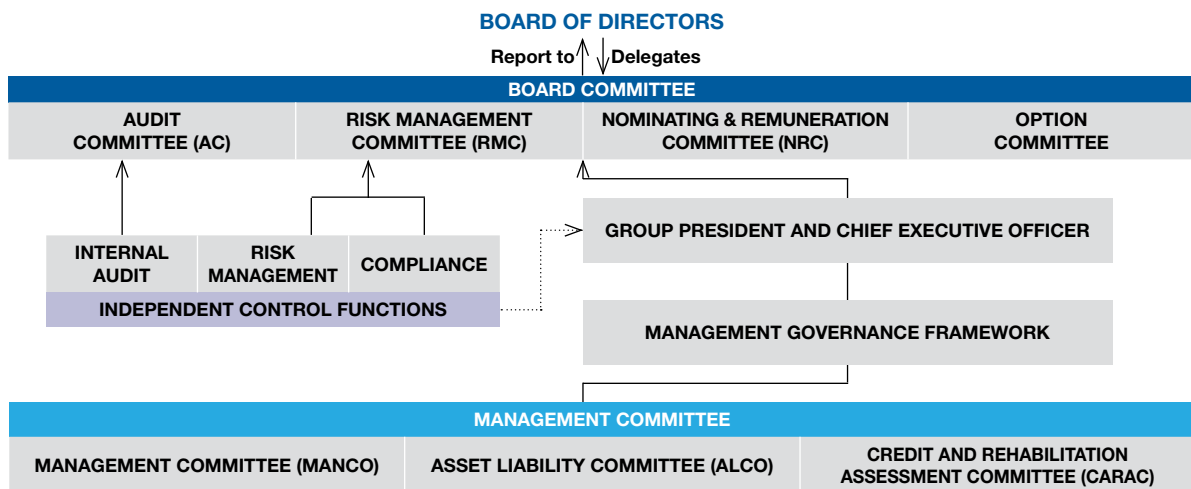 BOARD OF DIRECTORS
Report to
Delegates
BOARD COMMITTEE
AUDIT
COMMITTEE (AC)
RISK MANAGEMENT
COMMITTEE (RMC)
NOMINATING & REMUNERATION
COMMITTEE (NRC)
OPTION
COMMITTEE
GROUP PRESIDENT AND CHIEF EXECUTIVE OFFICER
INTERNAL
AUDIT
RISK
MANAGEMENT
COMPLIANCE
INDEPENDENT CONTROL FUNCTIONS
MANAGEMENT GOVERNANCE FRAMEWORK
MANAGEMENT COMMITTEE
MANAGEMENT COMMITTEE (MANCO)
ASSET LIABILITY COMMITTEE (ALCO)
CREDIT AND REHABILITATION
ASSESSMENT COMMITTEE (CARAC)